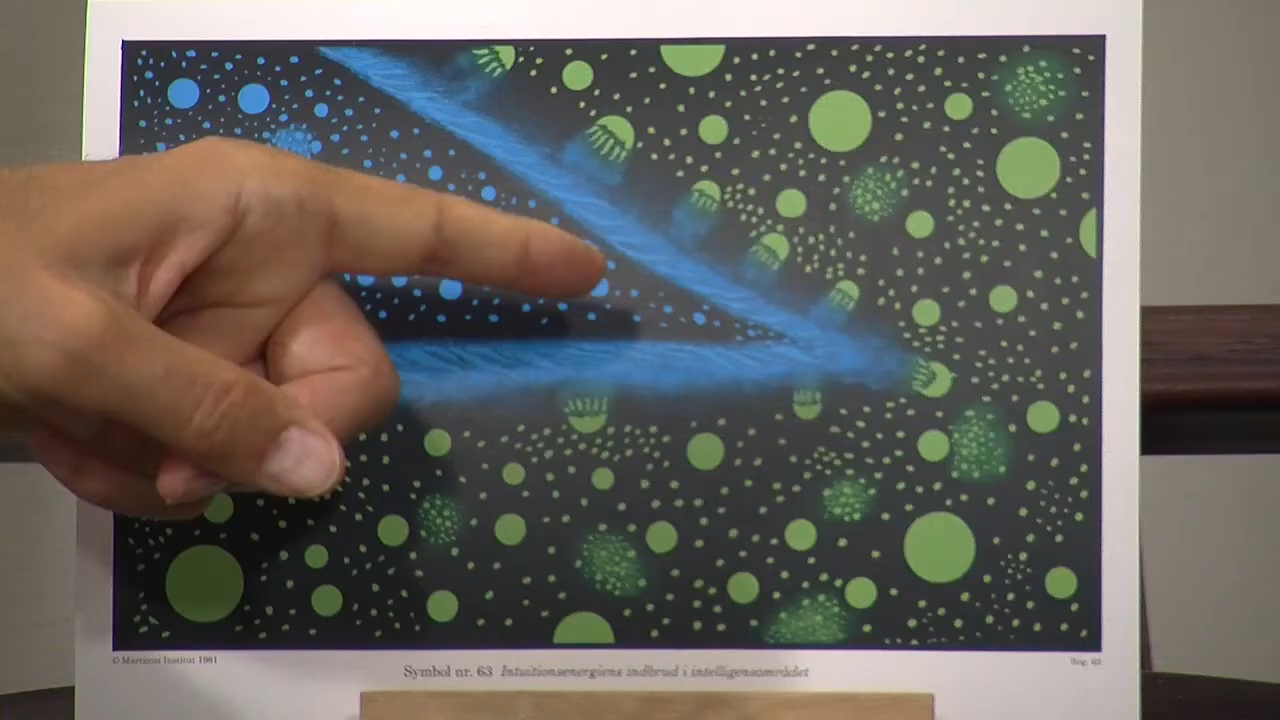 © Martinus Institut 1981
Symbol nr. 63 Intuitionsenergiens indbrud i intelligensområdet